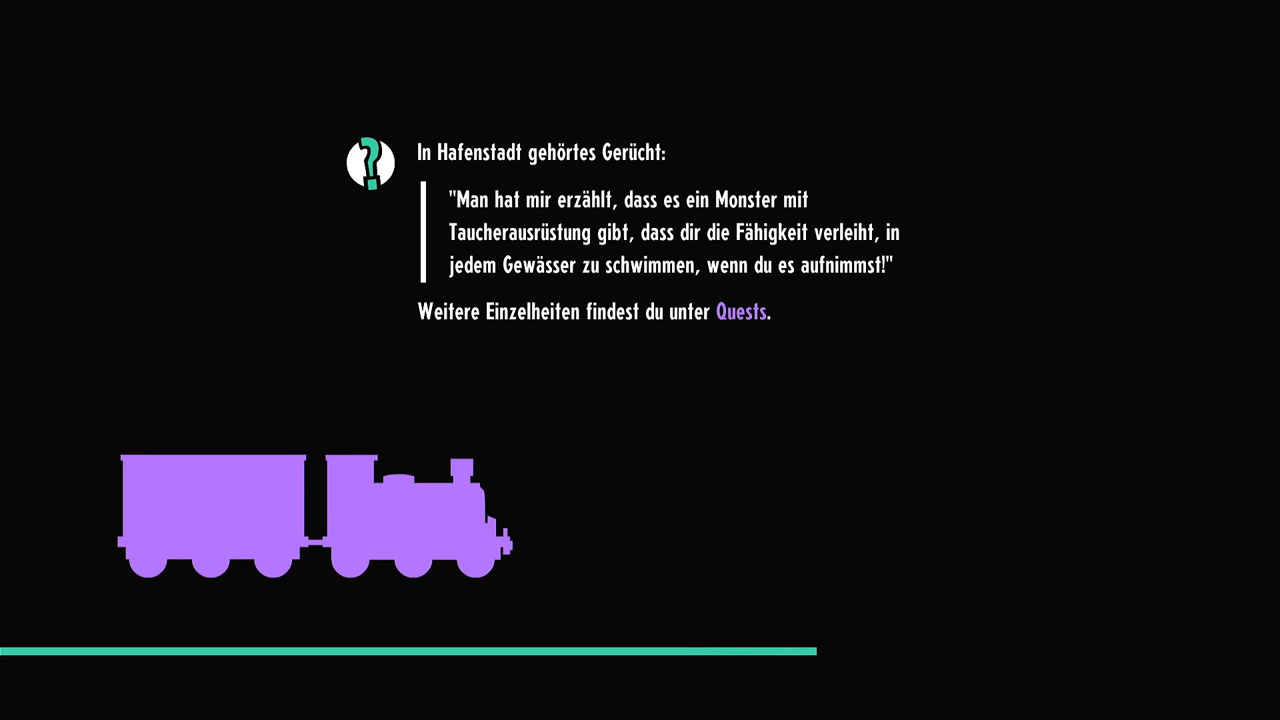 In Hafenstadt gehörtes Gerücht:
"Man hat mir erzählt, dass es ein Monster mit
Taucherausrüstung gibt, dass dir die Fähigkeit verleiht, in
jedem Gewässer zu schwimmen, wenn du es aufnimmst!"
Weitere Einzelheiten findest du unter Quests.